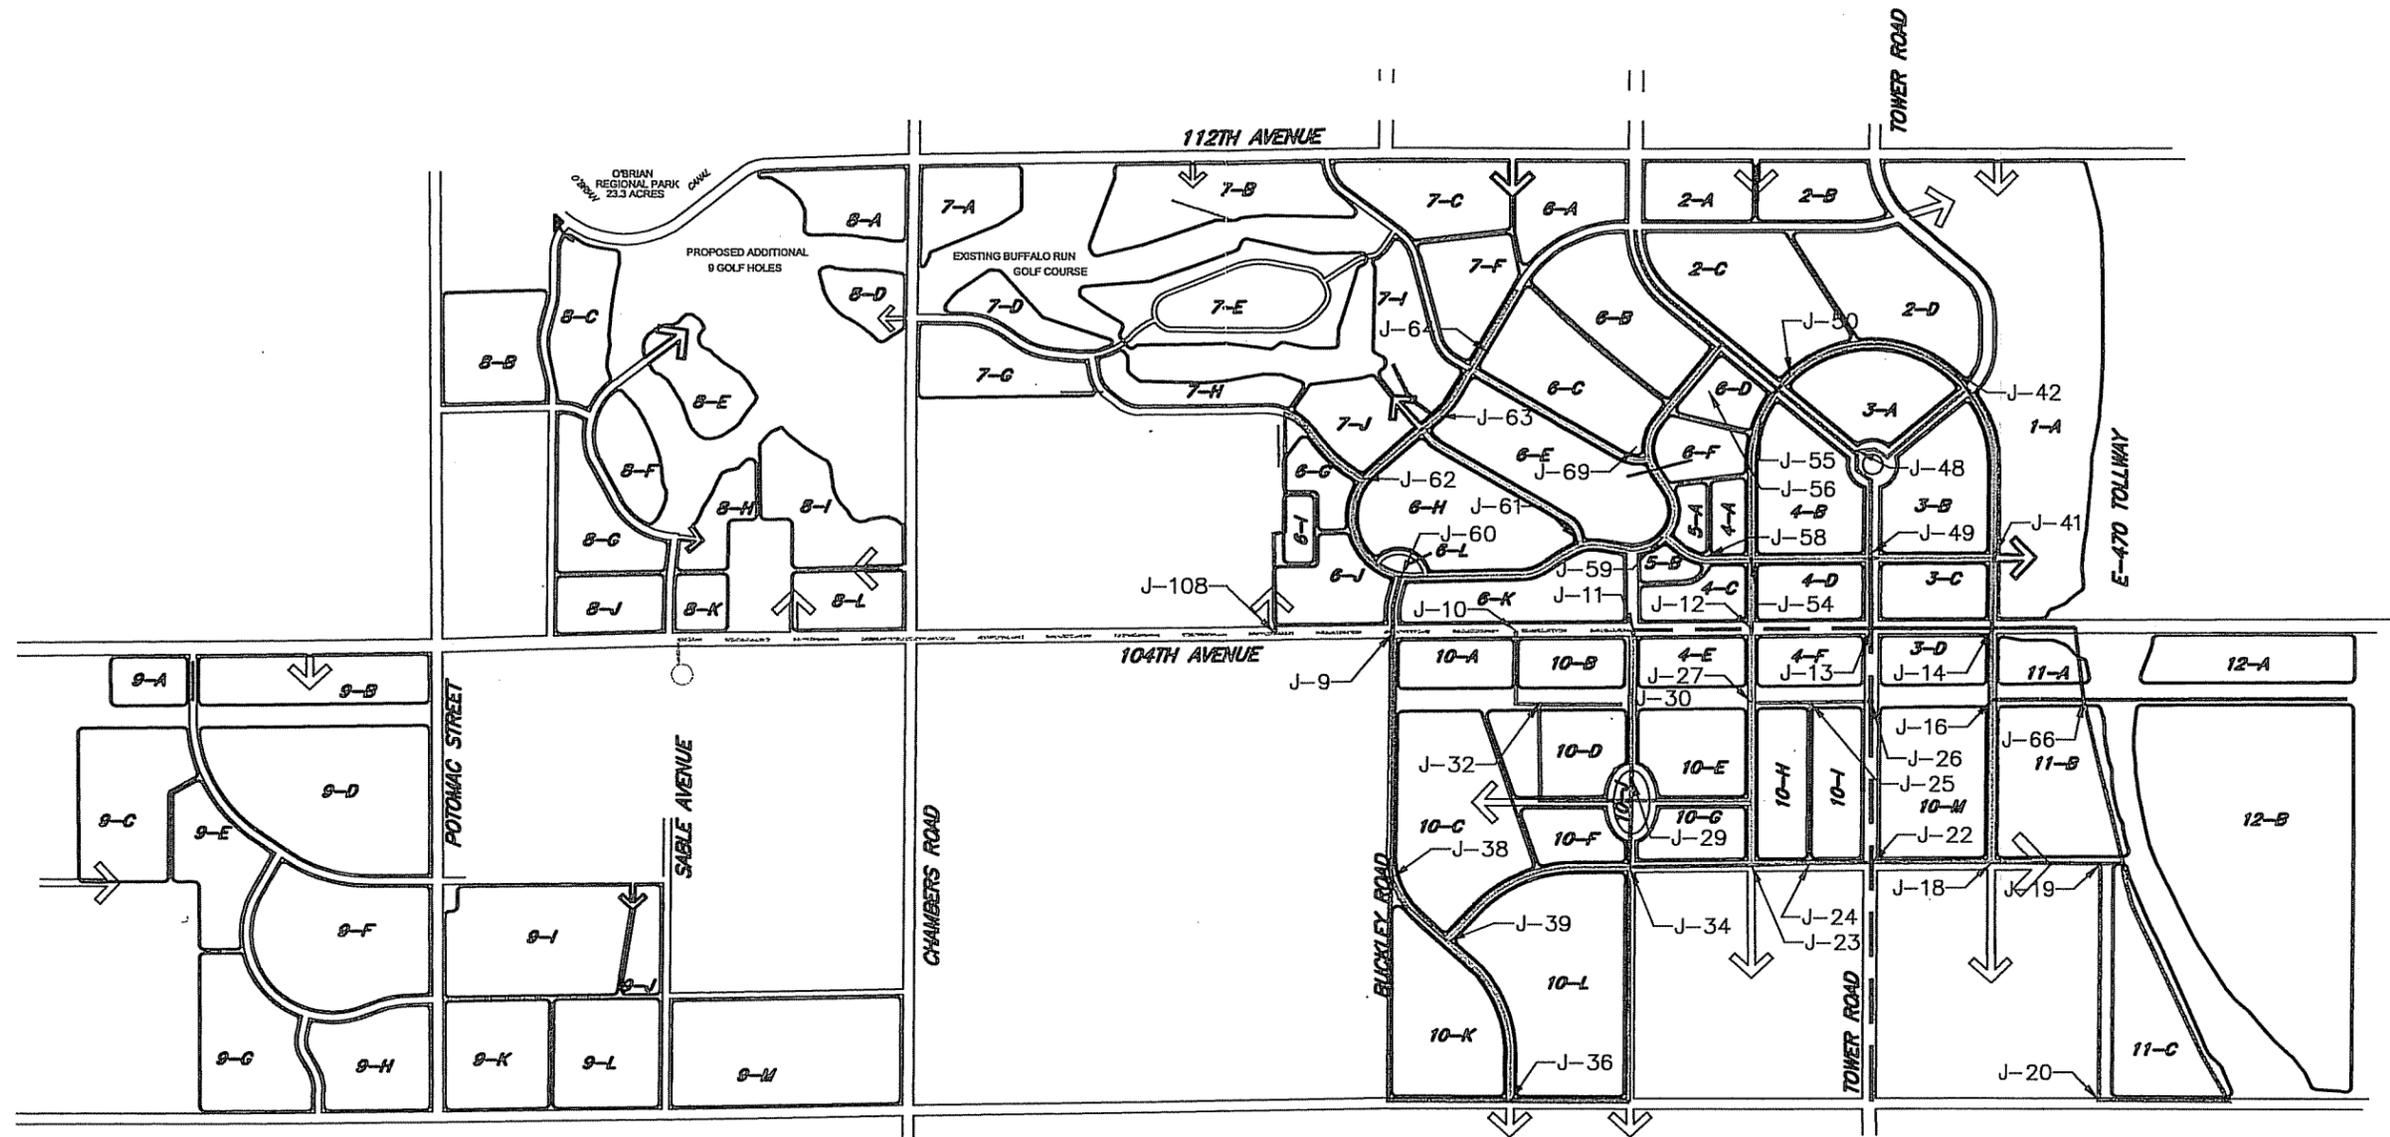 TOWER ROAD
112TH AVENUE
O'BRIAN
REGIONAL PARK
23.3 ACRES
O'BRIAN
CANAL
8-A
7-A
7-B
7-C
6-A
2-A
2-B
PROPOSED ADDITIONAL
9 GOLF HOLES
EXISTING BUFFALO RUN
GOLF COURSE
8-D
7-D
7-E
7-F
7-I
2-C
2-D
8-C
6-B
J-64
J-50
8-B
7-G
7-H
6-C
6-D
J-42
8-E
3-A
1-A
7-J
J-63
8-F
6-G
6-E
J-69
6-F
J-55
J-48
J-62
J-56
E-470 TOLLWAY
8-H
8-I
6-I
6-H
J-61
5-A
4-A
4-B
3-B
8-G
J-60
6-L
J-58
J-49
J-41
J-59
5-B
6-J
J-108
4-C
4-D
3-C
8-J
8-K
8-L
6-K
J-11
J-10
J-12
J-54
104TH AVENUE
10-A
10-B
4-E
4-F
3-D
J-9
J-27
J-13
J-14
11-A
12-A
9-A
9-B
J-30
J-16
J-66
POTOMAC STREET
SABLE AVENUE
CHAMBERS ROAD
BUCKLEY ROAD
9-C
9-D
9-E
J-32
10-D
10-E
10-H
10-I
J-26
J-25
11-B
10-M
12-B
10-J
10-C
10-F
10-G
J-29
J-38
J-22
J-18
J-19
9-F
9-I
J-39
J-34
J-24
J-23
9-J
10-L
TOWER ROAD
10-K
9-G
9-H
9-K
9-L
9-M
J-36
J-20
11-C